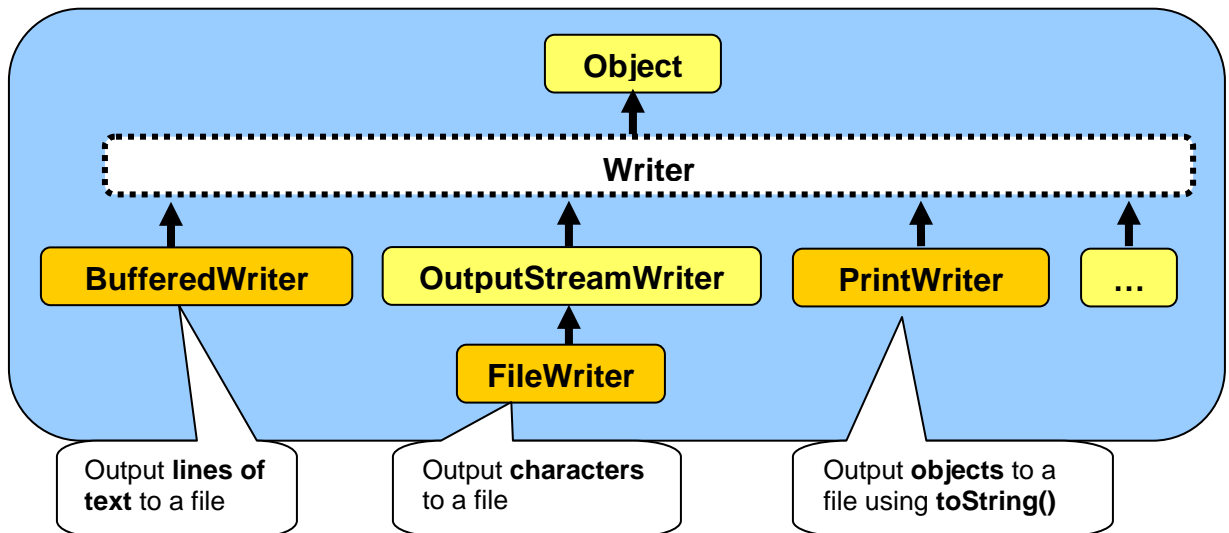 Object
Writer
BufferedWriter
OutputStreamWriter
PrintWriter
...
FileWriter
Output lines of
text to a file
Output characters
to a file
Output objects to a
file using toString()